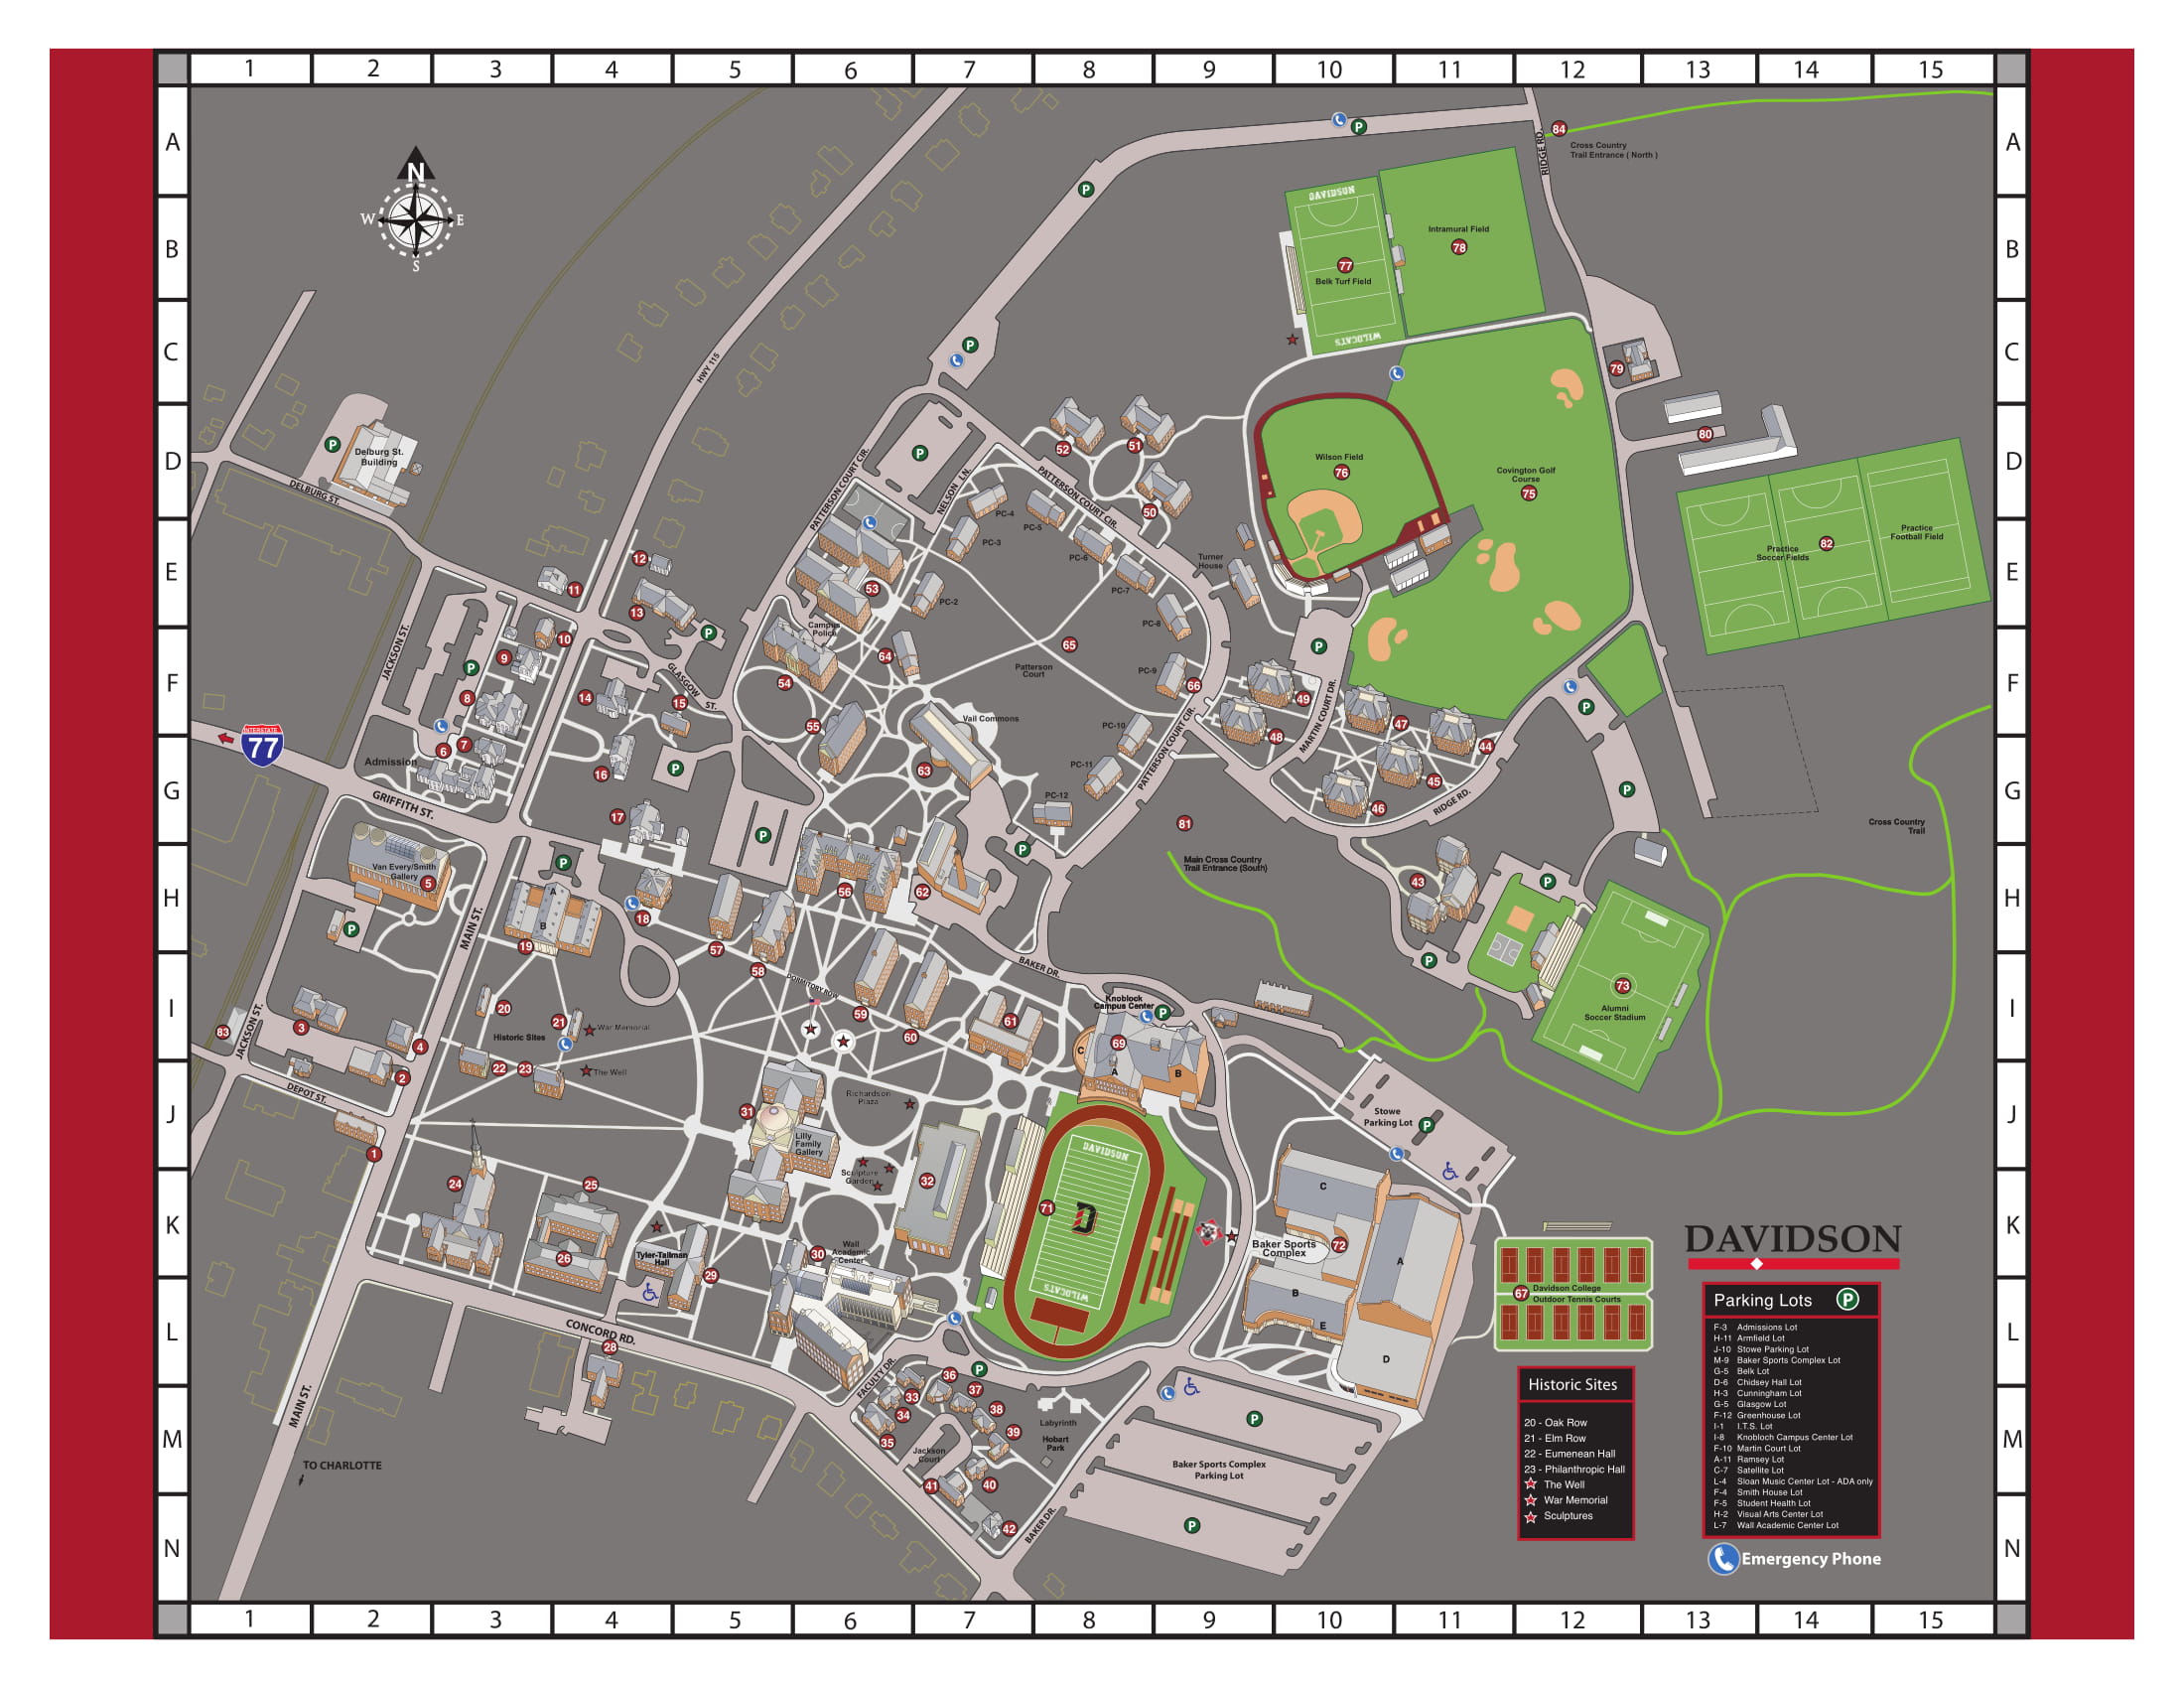 1 2 3 4 5 6 7 8 9 10 11 12 13 14 15
A A
B B
C C
D D
E E
F F
G G
H H
I I
J J
K K
L L
M M
N N
N
W E
S
84
Cross Country
Trail Entrance ( North )
RIDGE RD.
DAVIDSON
Intramural Field
78
77
Belk Turf Field
WILDCATS
HWY 115
79
80
Delburg St.
Building
DELBURG ST.
52
51
50
PATTERSON COURT CIR.
PATTERSON COURT CIR.
NELSON LN.
PC-4
PC-5
PC-3
PC-6
PC-7
PC-2
PC-8
PC-9
PC-10
PC-11
PC-12
Wilson Field
76
Covington Golf
Course
75
Practice
Soccer Fields
82
Practice
Football Field
Turner
House
12
11
13
10
9
8
7
6
Admission
JACKSON ST.
INTERSTATE
77
GRIFFITH ST.
14
15
16
17
GLASGOW
ST.
53
Campus
Police
54
55
64
65
Patterson
Court
66
Vail Commons
63
PATTERSON COURT CIR.
49
48
47
44
45
46
MARTIN COURT DR.
RIDGE RD.
81
Main Cross Country
Trail Entrance (South)
Cross Country
Trail
43
Van Every/Smith
Gallery
5
MAIN ST.
A
B
19
18
57
58
56
62
59
60
61
DORMITORY ROW
BAKER DR.
20
21
Historic Sites
War Memorial
22
23
The Well
3
4
2
1
83
JACKSON ST.
DEPOT ST.
Knobloch
Campus Center
69
C
A
B
73
Alumni
Soccer Stadium
Richardson
Plaza
31
Lilly
Family
Gallery
Sculpture
Garden
32
Stowe
Parking Lot
24
25
26
Tyler-Tallman
Hall
29
30
Wall
Academic
Center
DAVIDSON
71
D
WILDCATS
Baker Sports
Complex
72
C
A
B
E
D
67
Davidson College
Outdoor Tennis Courts
CONCORD RD.
28
FACULTY DR.
33
34
35
36
37
38
39
40
41
42
Jackson
Court
Labyrinth
Hobart
Park
BAKER DR.
Baker Sports Complex
Parking Lot
MAIN ST.
TO CHARLOTTE
DAVIDSON
Parking Lots P
F-3 Admissions Lot
H-11 Armfield Lot
J-10 Stowe Parking Lot
M-9 Baker Sports Complex Lot
G-5 Belk Lot
D-6 Chidsey Hall Lot
H-3 Cunningham Lot
G-5 Glasgow Lot
F-12 Greenhouse Lot
I-1 I.T.S. Lot
I-8 Knobloch Campus Center Lot
F-10 Martin Court Lot
A-11 Ramsey Lot
C-7 Satellite Lot
L-4 Sloan Music Center Lot - ADA only
F-4 Smith House Lot
F-5 Student Health Lot
H-2 Visual Arts Center Lot
L-7 Wall Academic Center Lot
Emergency Phone
Historic Sites
20 - Oak Row
21 - Elm Row
22 - Eumenean Hall
23 - Philanthropic Hall
The Well
War Memorial
Sculptures
1 2 3 4 5 6 7 8 9 10 11 12 13 14 15